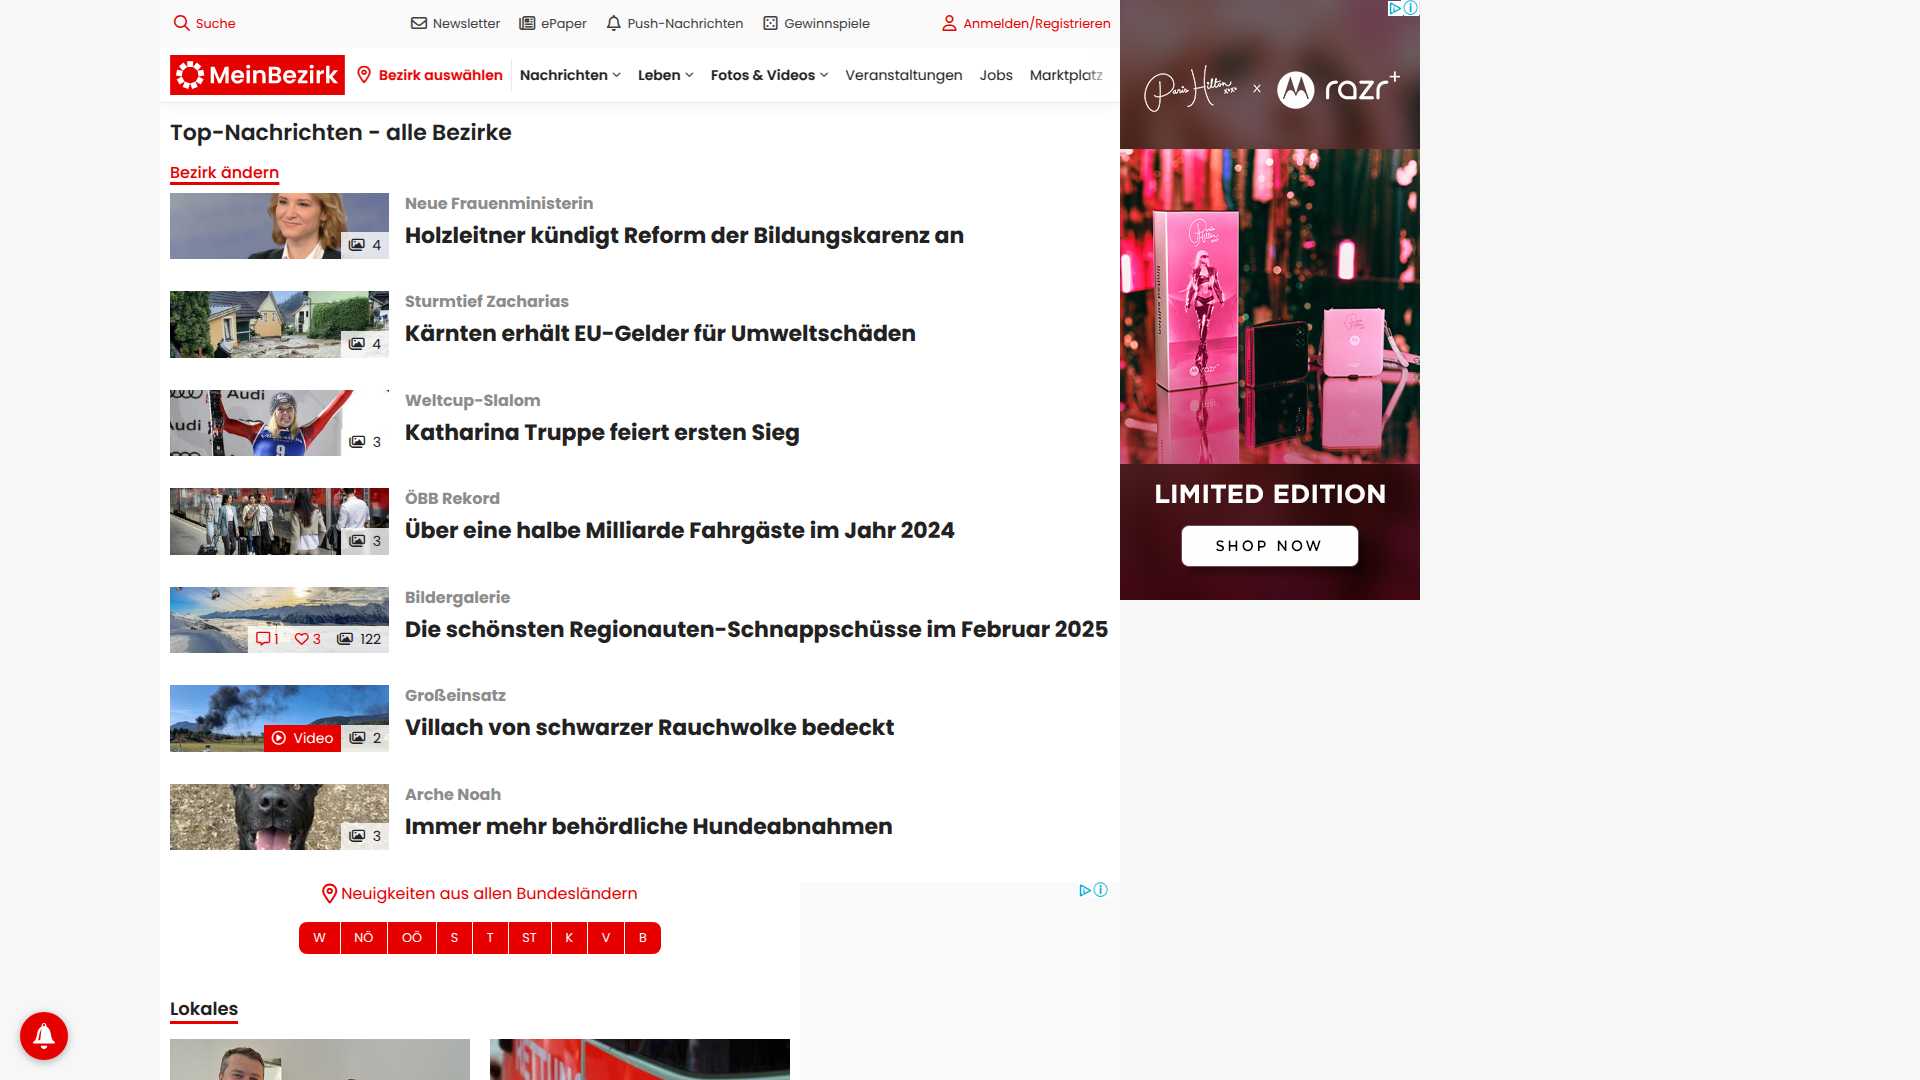 Suche
Newsletter
ePaper
Push-Nachrichten
Gewinnspiele
Anmelden/Registrieren
MeinBezirk
Bezirk auswählen
Nachrichten
Leben
Fotos & Videos
Veranstaltungen
Jobs
Marktplatz
Top-Nachrichten - alle Bezirke
Bezirk ändern
4
Neue Frauenministerin
Holzleitner kündigt Reform der Bildungskarenz an
4
Sturmtief Zacharias
Kärnten erhält EU-Gelder für Umweltschäden
Audi
Audi
9
3
Weltcup-Slalom
Katharina Truppe feiert ersten Sieg
3
ÖBB Rekord
Über eine halbe Milliarde Fahrgäste im Jahr 2024
1 3 122
Bildergalerie
Die schönsten Regionauten-Schnappschüsse im Februar 2025
Video 2
Großeinsatz
Villach von schwarzer Rauchwolke bedeckt
3
Arche Noah
Immer mehr behördliche Hundeabnahmen
Neuigkeiten aus allen Bundesländern
W NÖ OÖ S T ST K V B
Lokales
Paris Hilton x razr+
razr+
LIMITED EDITION
SHOP NOW